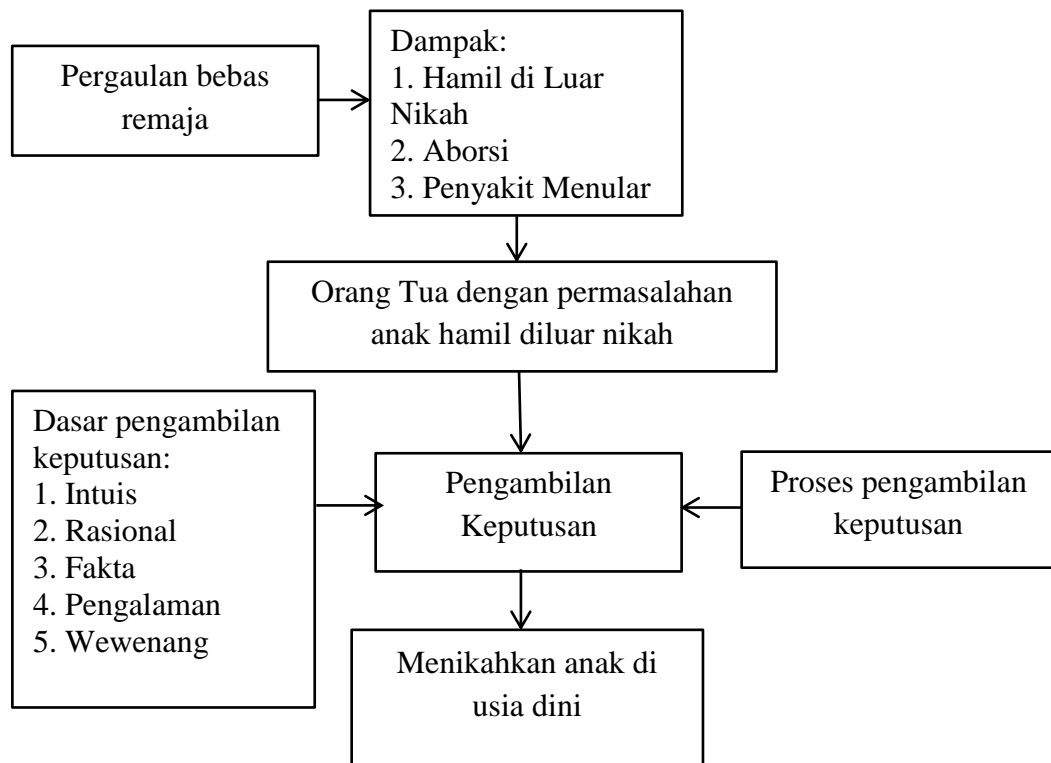 Pergaulan bebas
remaja
Dampak:
1. Hamil di Luar
Nikah
2. Aborsi
3. Penyakit Menular
Orang Tua dengan permasalahan
anak hamil diluar nikah
Dasar pengambilan
keputusan:
1. Intuis
2. Rasional
3. Fakta
4. Pengalaman
5. Wewenang
Pengambilan
Keputusan
Proses pengambilan
keputusan
Menikahkan anak di
usia dini